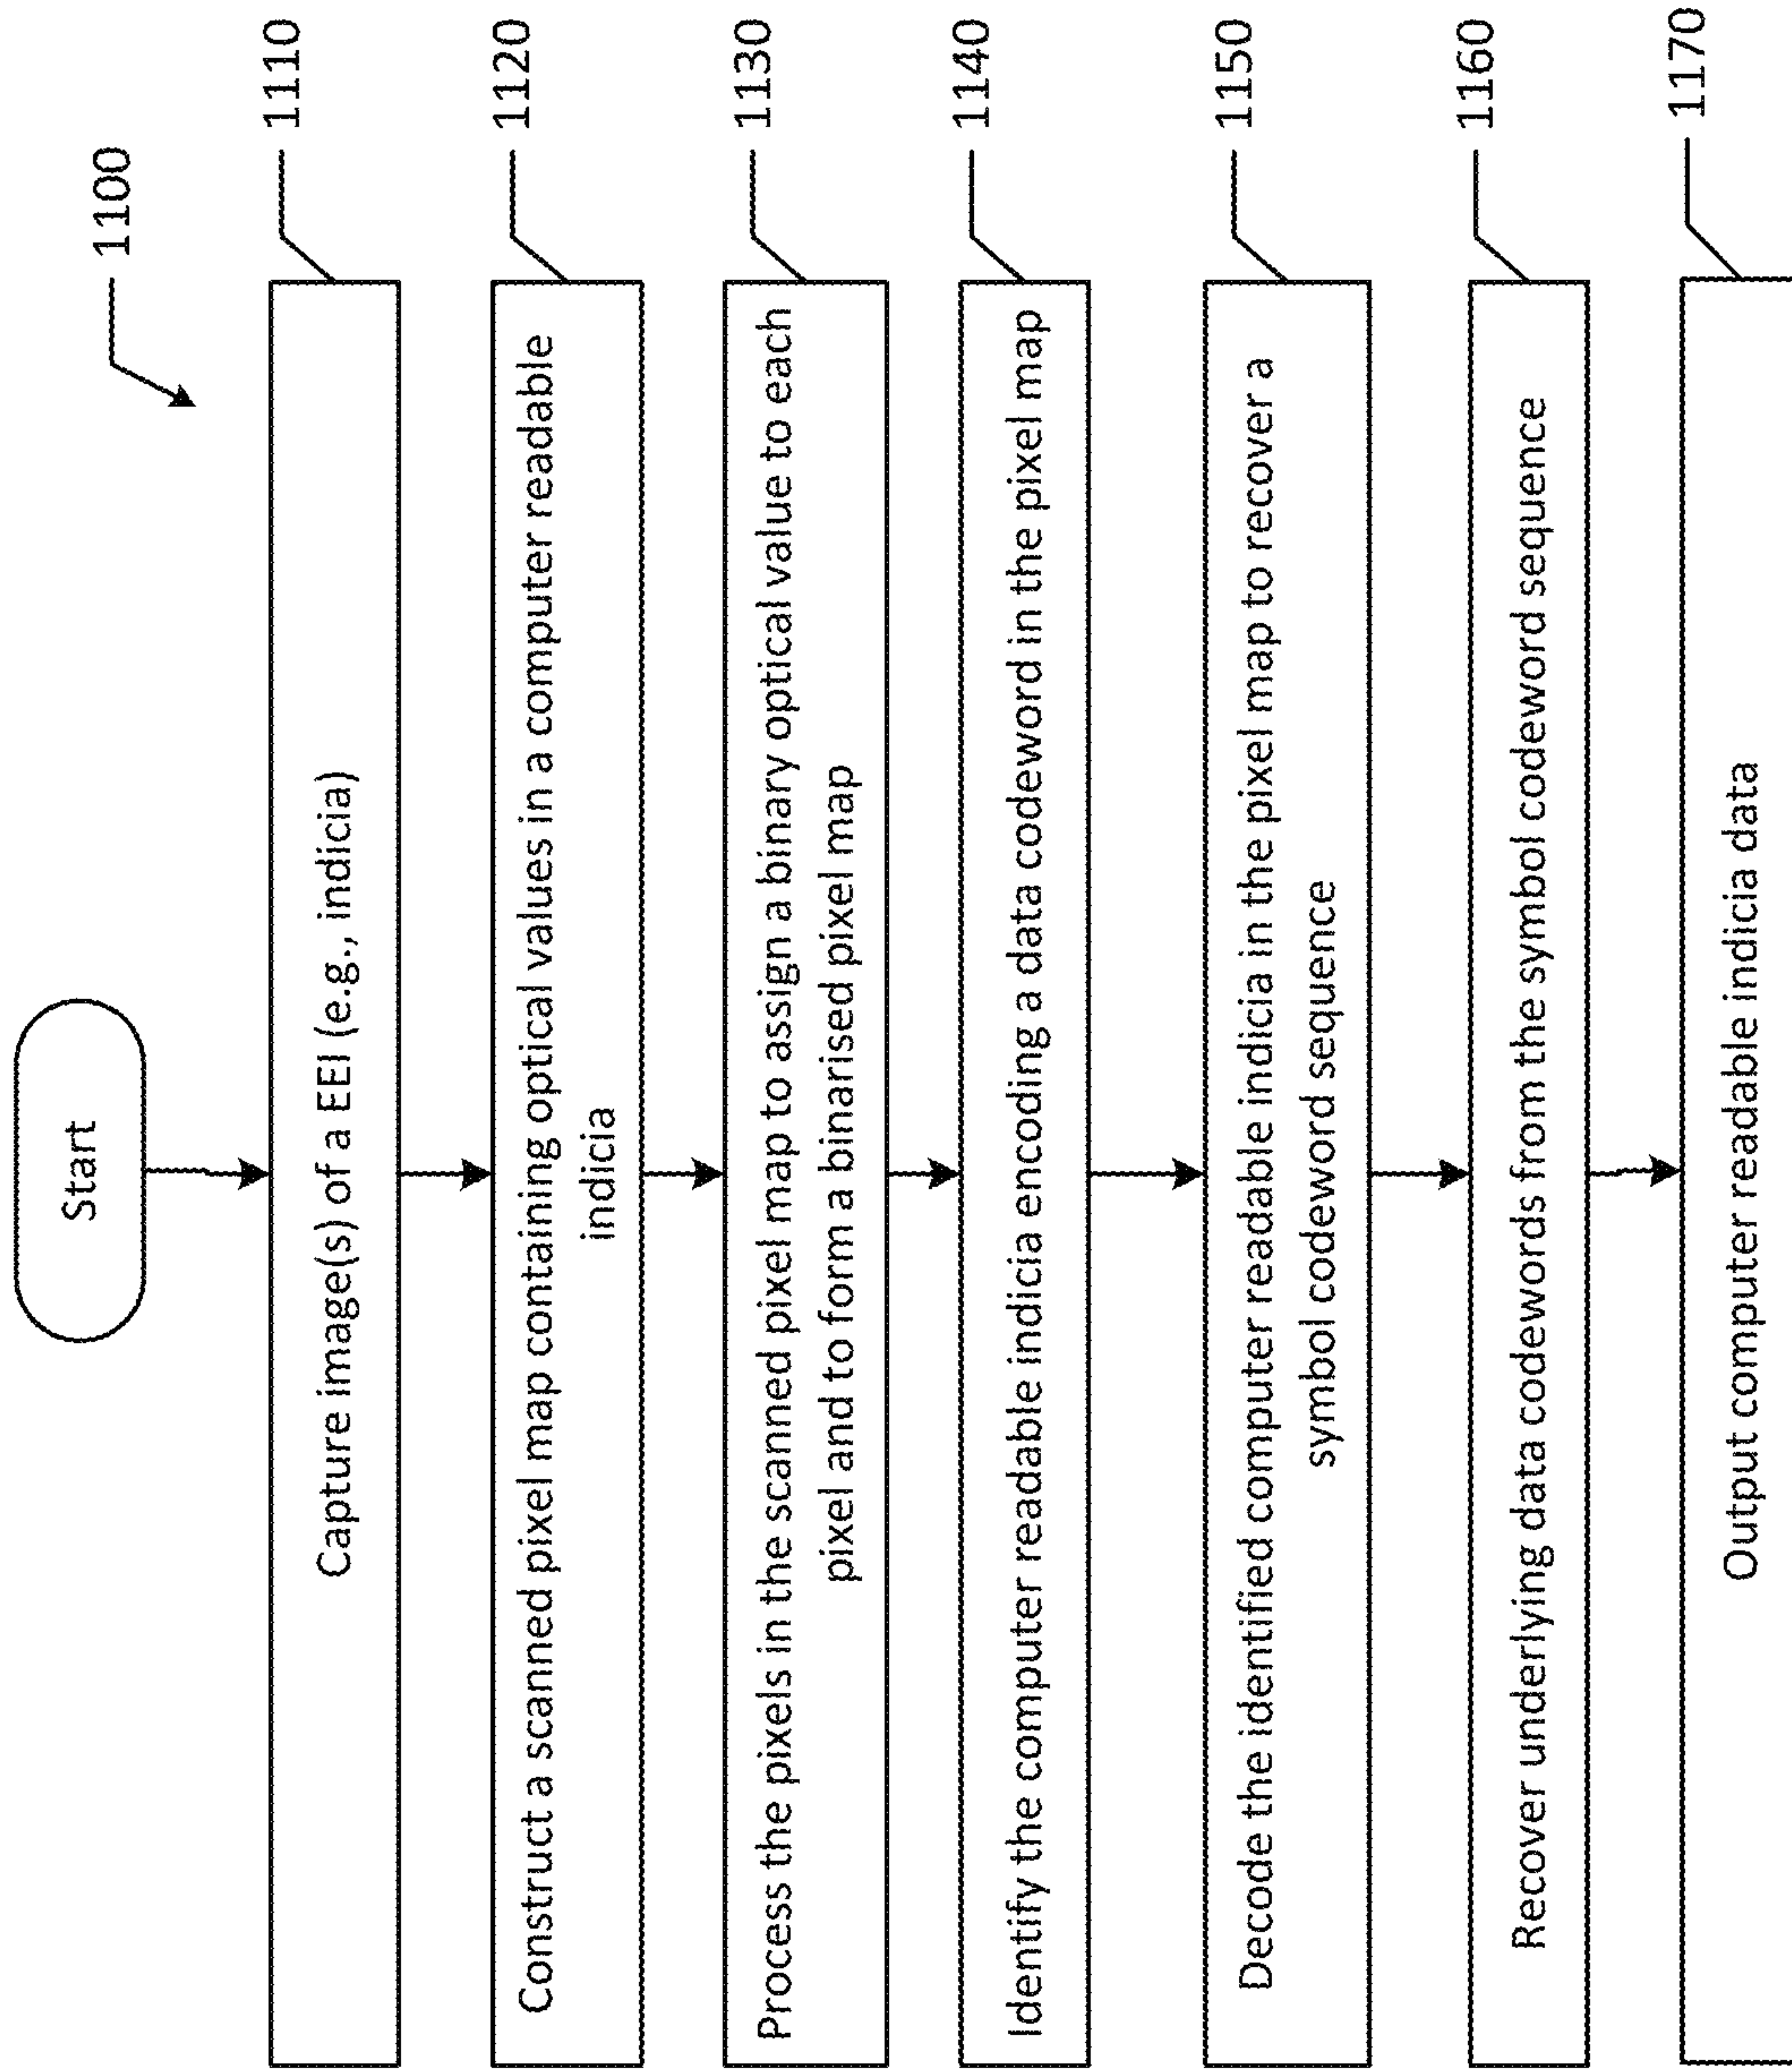 1100
Start
Capture image(s) of a EEI (e.g., indicia)
1110
Construct a scanned pixel map containing optical values in a computer readable
indicia
1120
Process the pixels in the scanned pixel map to assign a binary optical value to each
pixel and to form a binarised pixel map
1130
Identify the computer readable indicia encoding a data codeword in the pixel map
1140
Decode the identified computer readable indicia in the pixel map to recover a
symbol codeword sequence
1150
Recover underlying data codewords from the symbol codeword sequence
1160
Output computer readable indicia data
1170